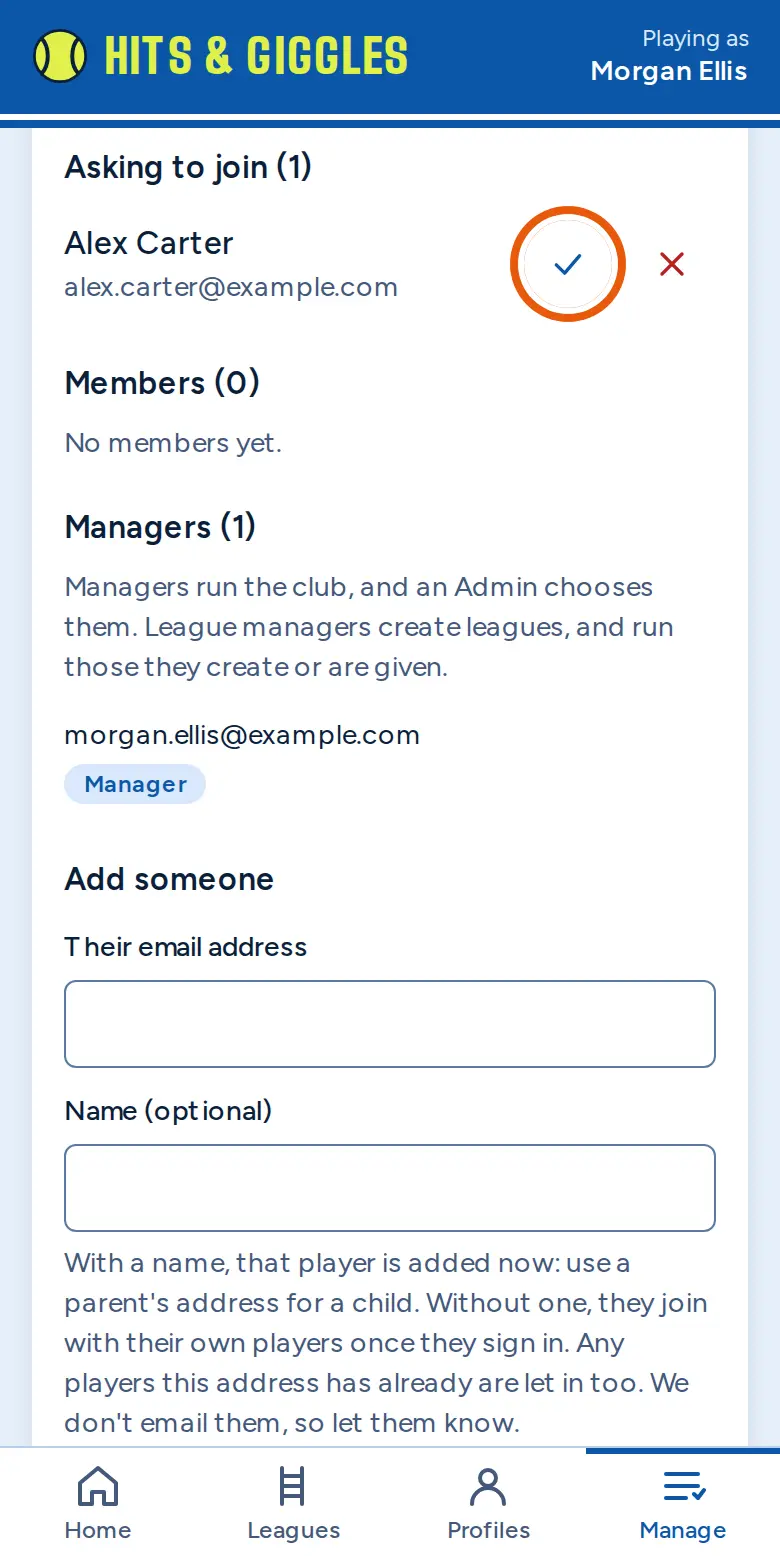 HITS & GIGGLES
Playing as
Morgan Ellis
Asking to join (1)
Alex Carter
alex.carter@example.com
Members (0)
No members yet.
Managers (1)
Managers run the club, and an Admin chooses
them. League managers create leagues, and run
those they create or are given.
morgan.ellis@example.com
Manager
Add someone
Their email address
Name (optional)
With a name, that player is added now: use a
parent's address for a child. Without one, they join
with their own players once they sign in. Any
players this address has already are let in too. We
don't email them, so let them know.
Home
Leagues
Profiles
Manage